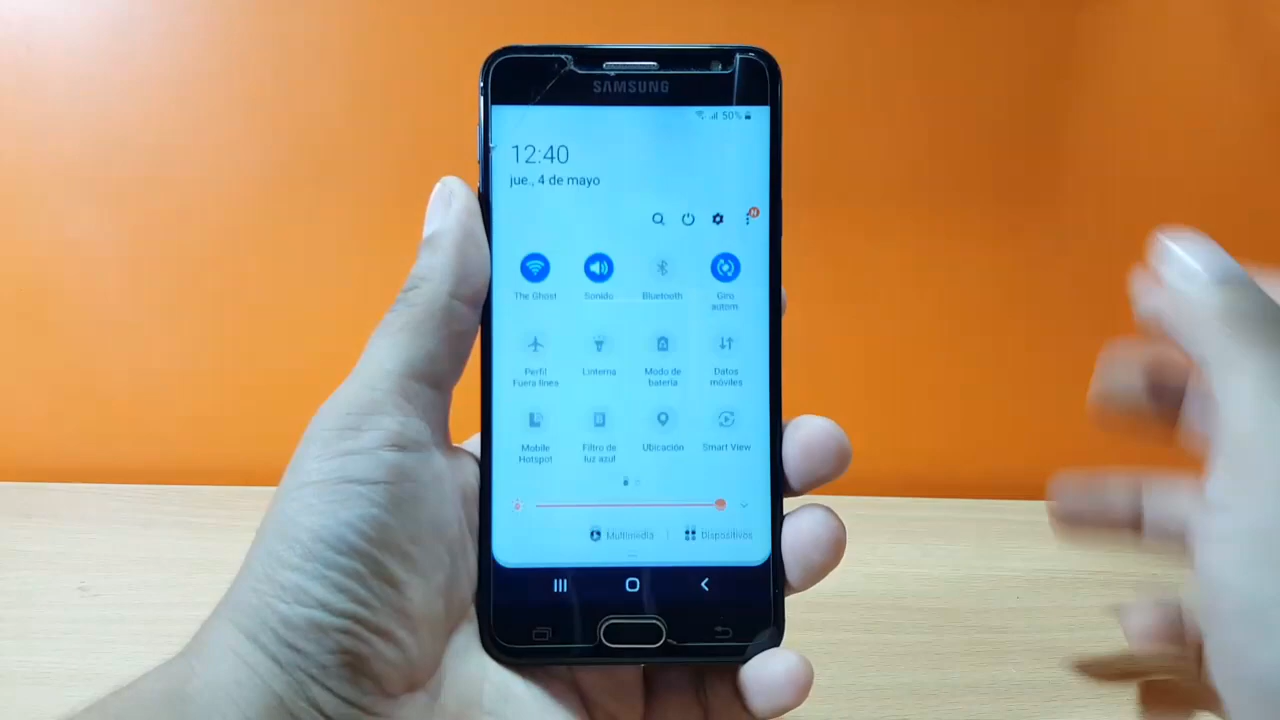 SAMSUNG
50%
12:40
jue., 4 de mayo
N
The Ghost
Sonido
Bluetooth
Giro
autom
Perfil
Fuera línea
Linterna
Modo de
batería
Datos
móviles
Mobile
Hotspot
Filtro de
luz azul
Ubicación
Smart View
Multimedia
Dispositivos